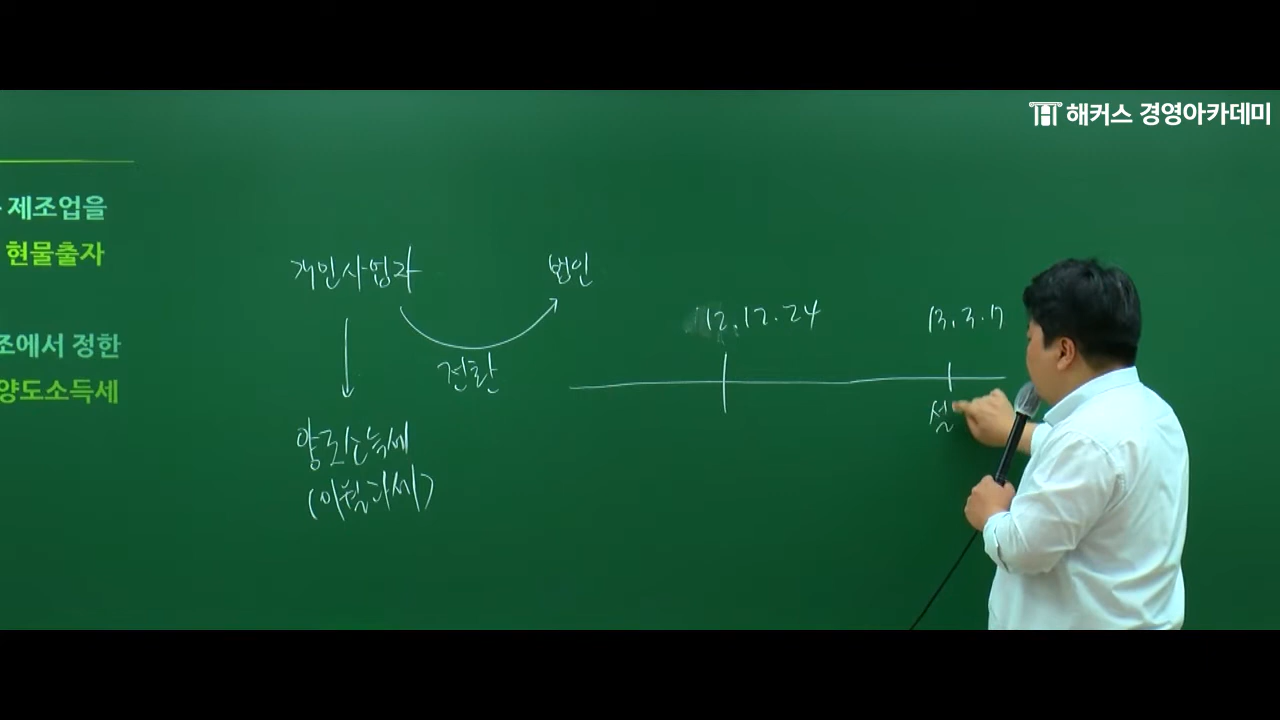 해커스 경영아카데미
제조업을
현물출자
조에서 정한
양도소득세
개인사업자
법인
전환
양도소득세
(이월과세)
12.12.24
13.3.7
설